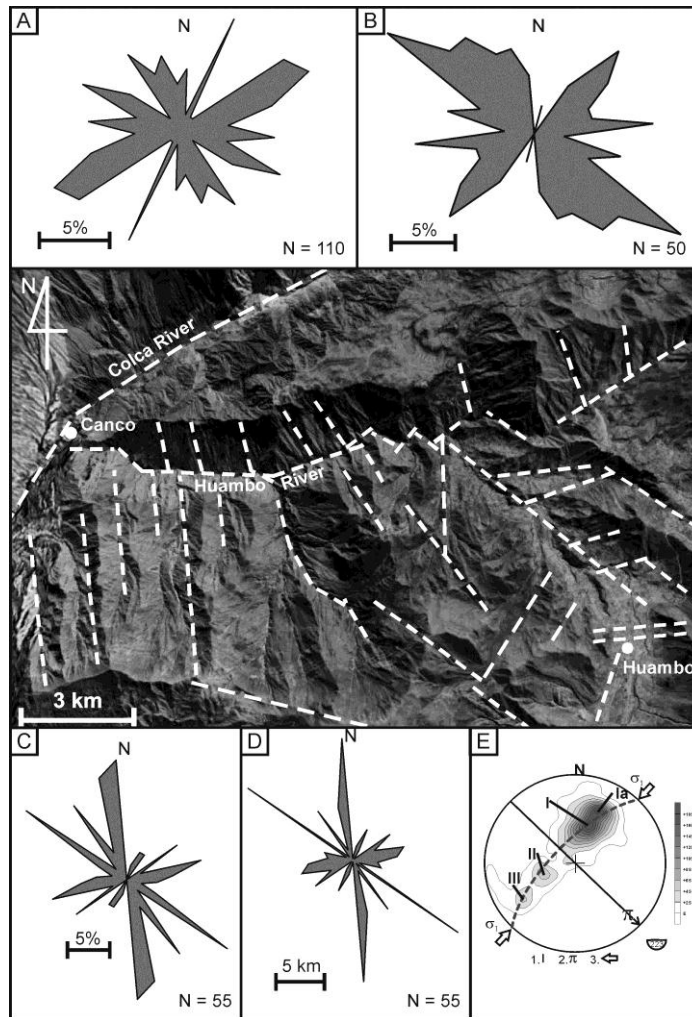 A
N
5%
N = 110
B
N
5%
N = 50
N
Colca River
Canco
Huambo River
Huambo
3 km
C
N
5%
N = 55
D
N
5 km
N = 55
E
N
Ia
I
σ1
II
III
π
σ1
1. I 2. π 3.